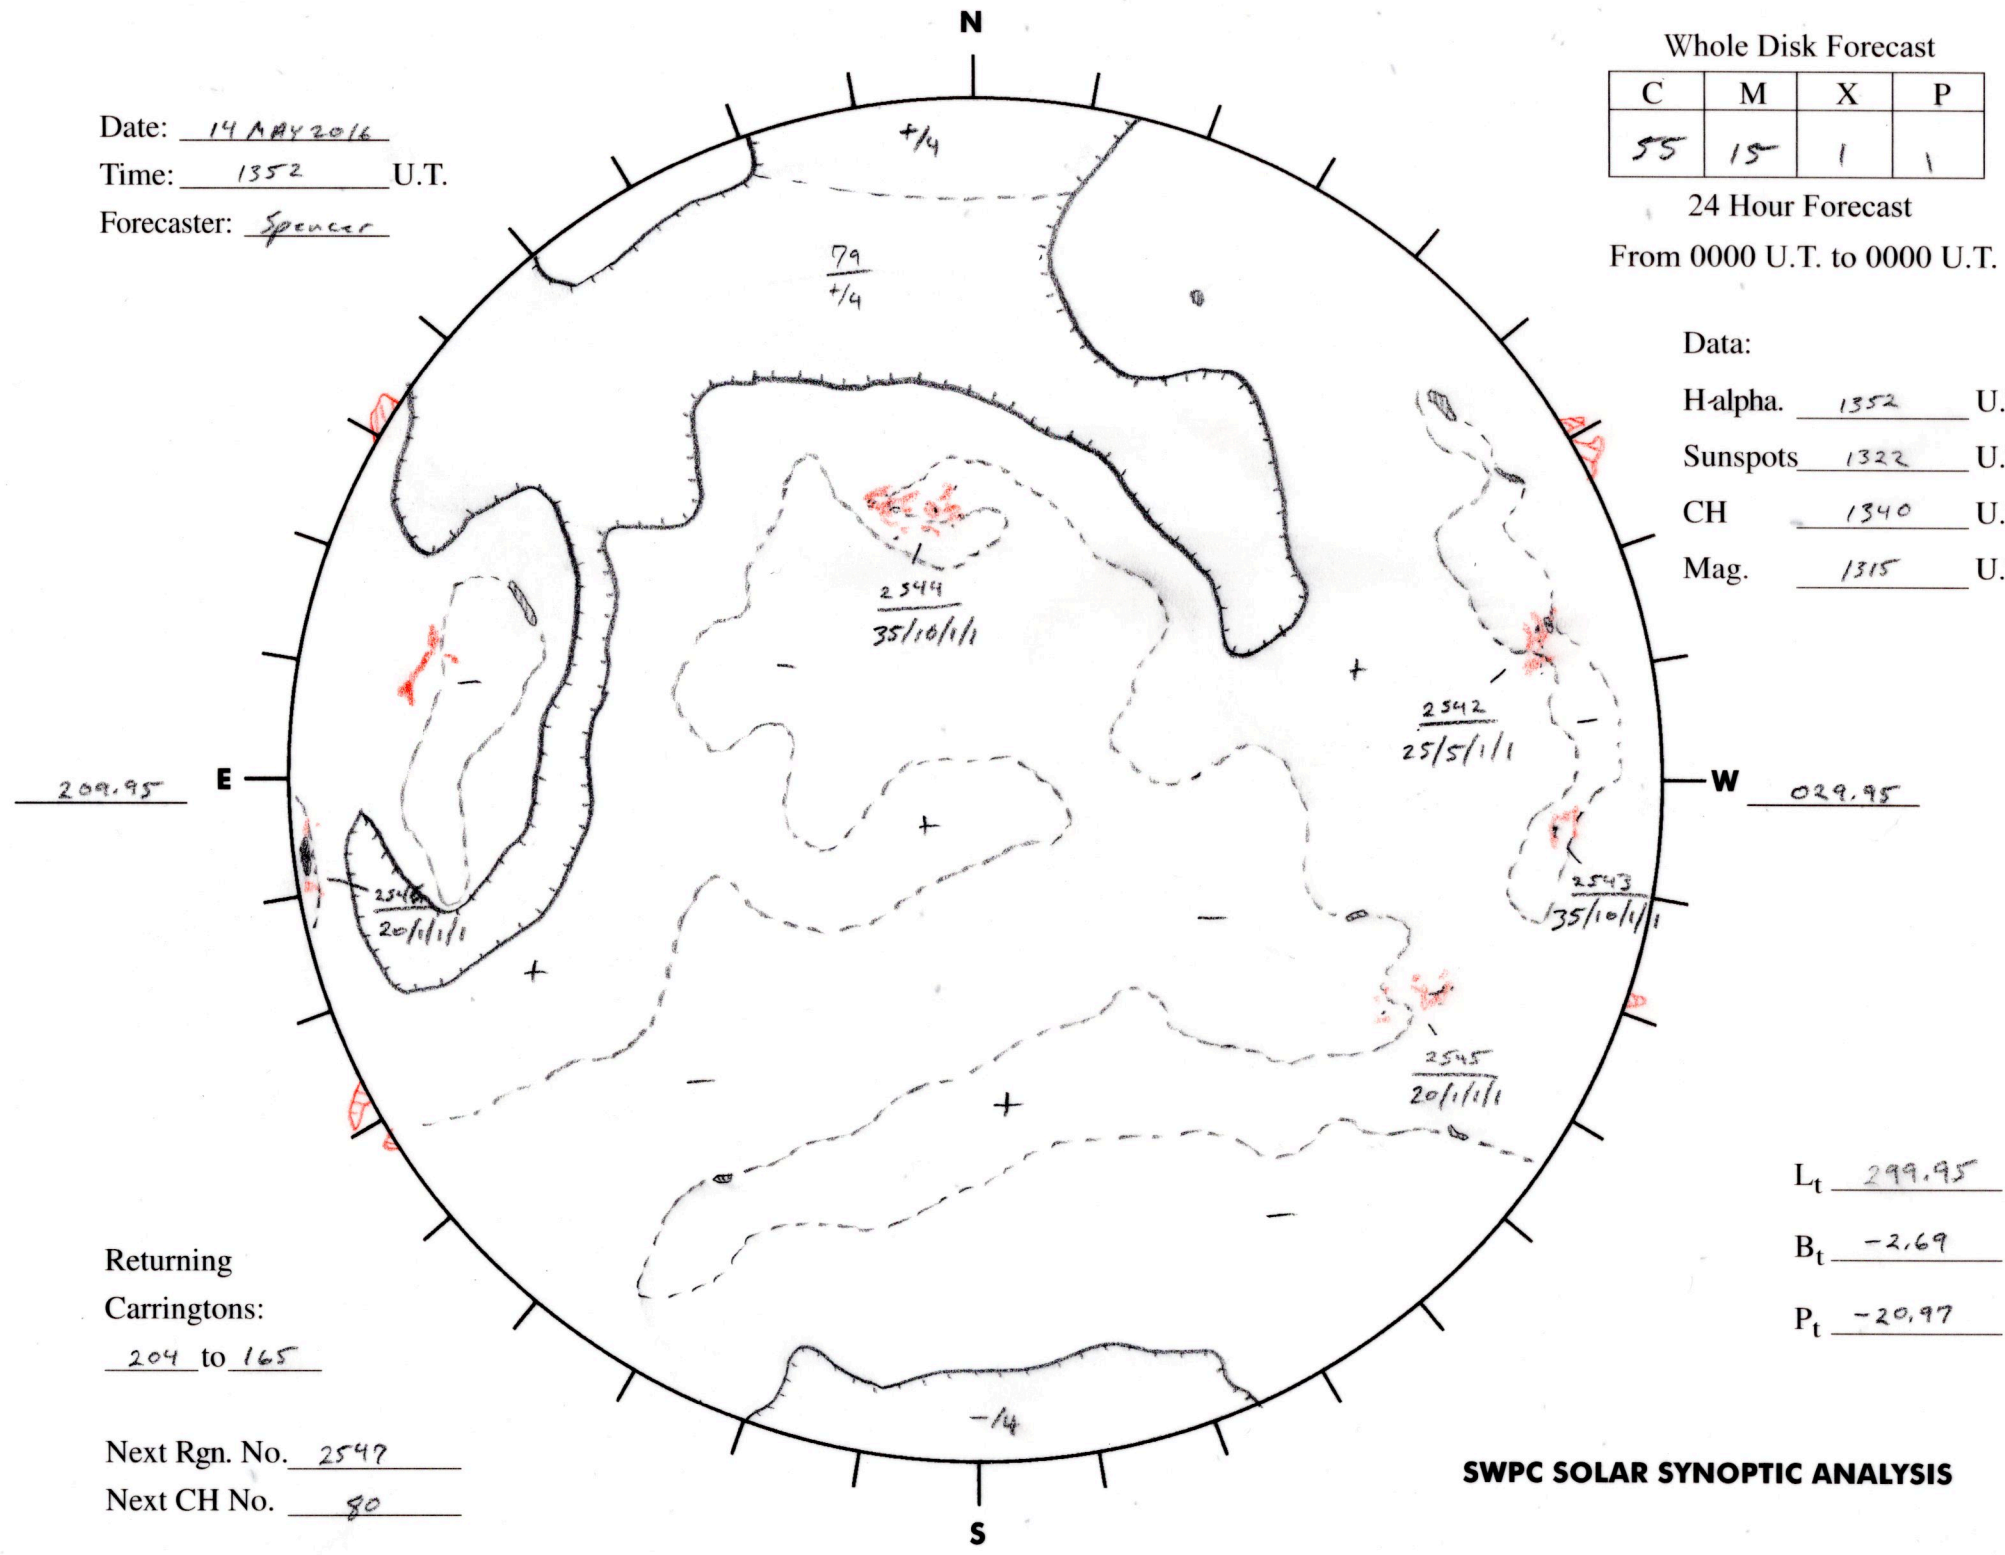 N
Whole Disk Forecast
C M X P
55 15 1 1
24 Hour Forecast
From 0000 U.T. to 0000 U.T.
Date: 14 MAY 2016
Time: 1352 U.T.
Forecaster: Spencer
+/4
79
+/4
Data:
H-alpha. 1352 U.
Sunspots 1322 U.
CH 1340 U.
Mag. 1315 U.
2544
35/10/1/1
- + -
2542
25/5/1/1
-
209.95 E
W 029.95
+
2546
20/1/1/1
2543
35/10/1/1
-
+
2545
20/1/1/1
-
+
-
Lt 299.95
Bt -2.69
Pt -20.97
Returning
Carringtons:
204 to 165
-/4
Next Rgn. No. 2547
Next CH No. 80
SWPC SOLAR SYNOPTIC ANALYSIS
S